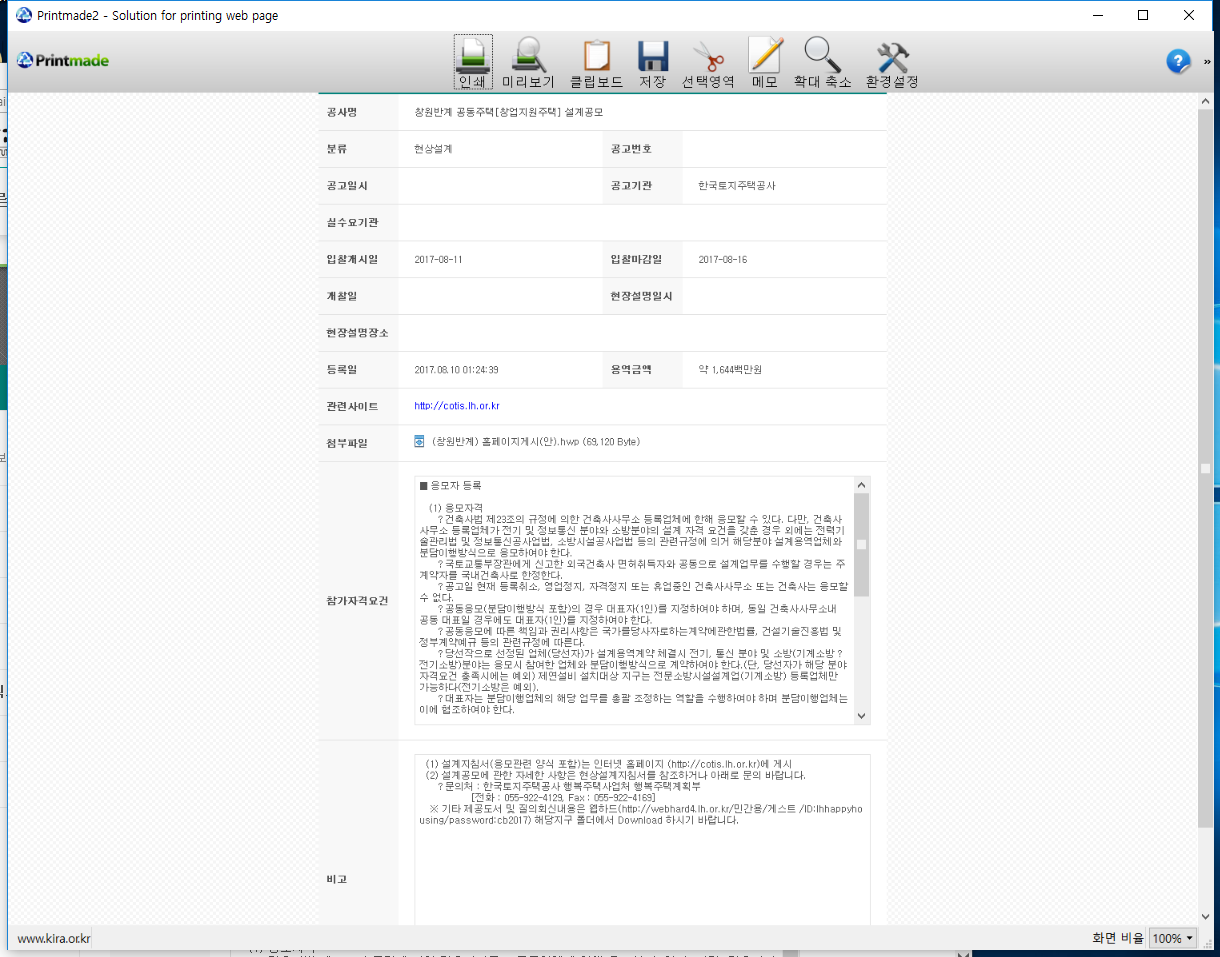 Printmade2 - Solution for printing web page
Printmade
인쇄 미리보기 클립보드 저장 선택영역 메모 확대 축소 환경설정
공사명 창원반계 공동주택[창업지원주택] 설계공모
분류 현상설계 공고번호
공고일시 공고기관 한국토지주택공사
실수요기관
입찰개시일 2017-08-11 입찰마감일 2017-08-16
개찰일 현장설명일시
현장설명장소
등록일 2017.08.10 01:24:39 용역금액 약 1,644백만원
관련사이트 http://cotis.lh.or.kr
첨부파일 (창원반계) 홈페이지게시(안).hwp (69,120 Byte)
참가자격요건
■ 응모자 등록
(1) 응모자격
?건축사법 제23조의 규정에 의한 건축사사무소 등록업체에 한해 응모할 수 있다. 다만, 건축사
사무소 등록업체가 전기 및 정보통신 분야와 소방분야의 설계 자격 요건을 갖춘 경우 외에는 전력기
술관리법 및 정보통신공사업법, 소방시설공사업법 등의 관련규정에 의거 해당분야 설계용역업체와
분담이행방식으로 응모하여야 한다.
?국토교통부장관에게 신고한 외국건축사 면허취득자와 공동으로 설계업무를 수행할 경우는 주
계약자를 국내건축사로 한정한다.
?공고일 현재 등록취소, 영업정지, 자격정지 또는 휴업중인 건축사사무소 또는 건축사는 응모할
수 없다.
?공동응모(분담이행방식 포함)의 경우 대표자(1인)를 지정하여야 하며, 동일 건축사사무소내
공동 대표일 경우에도 대표자(1인)를 지정하여야 한다.
?공동응모에 따른 책임과 권리사항은 국가를당사자로하는계약에관한법률, 건설기술진흥법 및
정부계약예규 등의 관련규정에 따른다.
?당선작으로 선정된 업체(당선자)가 설계용역계약 체결시 전기, 통신 분야 및 소방(기계소방?
전기소방)분야는 응모시 참여한 업체와 분담이행방식으로 계약하여야 한다.(단, 당선자가 해당 분야
자격요건 충족시에는 예외) 제연설비 설치대상 지구는 전문소방시설설계업(기계소방) 등록업체만
가능하다(전기소방은 예외).
?대표자는 분담이행업체의 해당 업무를 총괄 조정하는 역할을 수행하여야 하며 분담이행업체는
이에 협조하여야 한다.
비고
(1) 설계지침서(응모관련 양식 포함)는 인터넷 홈페이지 (http://cotis.lh.or.kr)에 게시
(2) 설계공모에 관한 자세한 사항은 현상설계지침서를 참조하거나 아래로 문의 바랍니다.
?문의처 : 한국토지주택공사 행복주택사업처 행복주택계획부
[전화 : 055-922-4129, Fax : 055-922-4169]
※ 기타 제공도서 및 질의회신내용은 웹하드(http://webhard4.lh.or.kr/민간용/게스트 /ID:lhhappyho
using/password:cb2017) 해당지구 폴더에서 Download 하시기 바랍니다.
www.kira.or.kr 화면 비율 100%